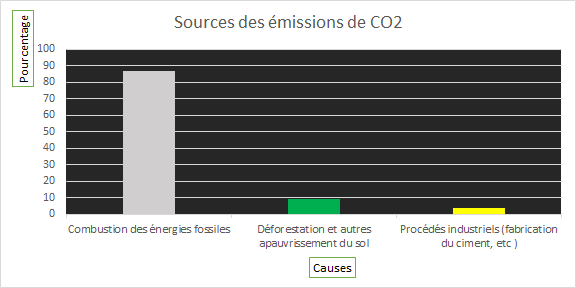 Sources des émissions de CO2
Pourcentage
100
90
80
70
60
50
40
30
20
10
0
Combustion des énergies fossiles
Déforestation et autres
apauvrissement du sol
Procédés industriels (fabrication
du ciment, etc )
Causes